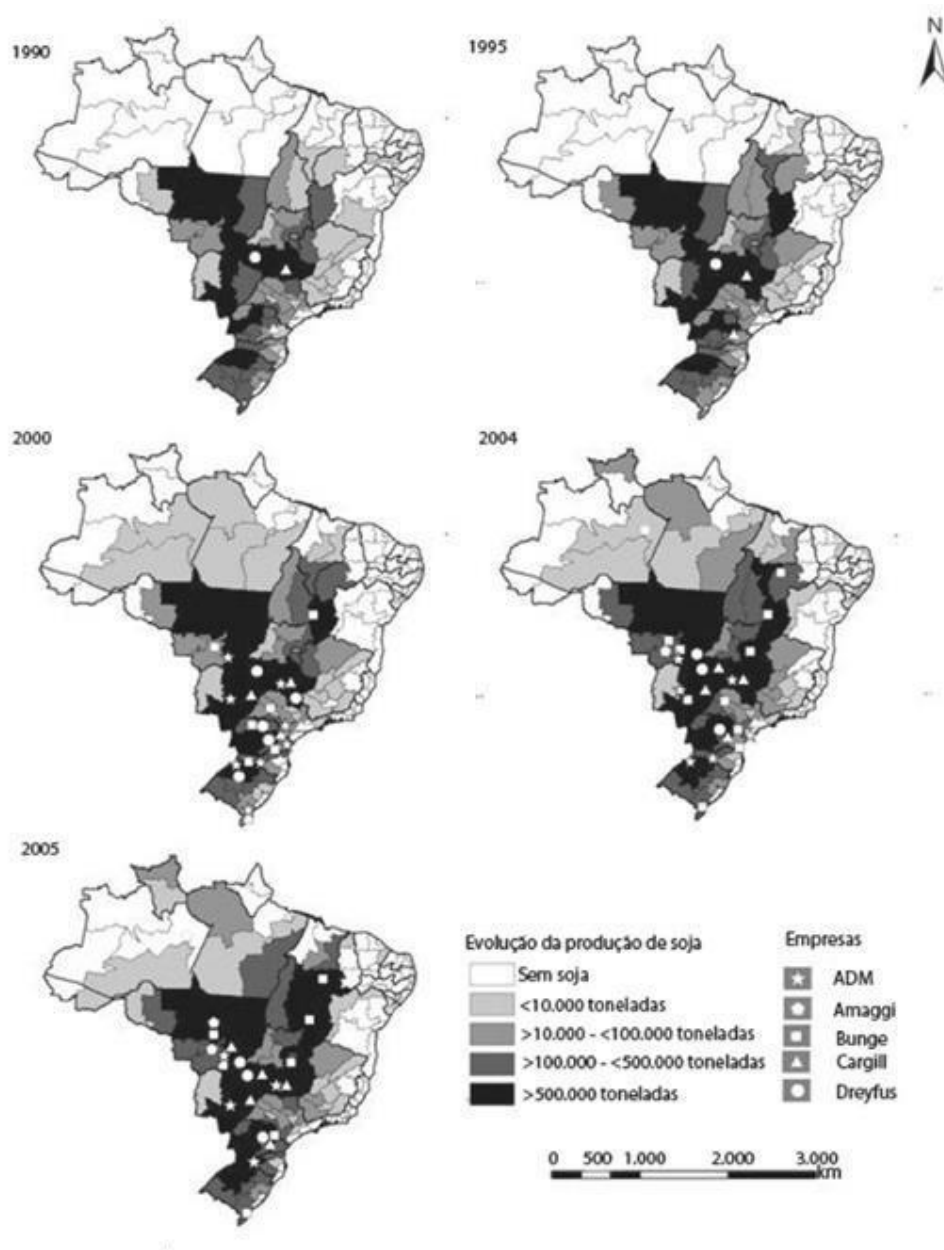 1990
1995
N
2000
2004
2005
Evolução da produção de soja
Sem soja
<10.000 toneladas
>10.000 - <100.000 toneladas
>100.000 - <500.000 toneladas
>500.000 toneladas
Empresas
ADM
Amaggi
Bunge
Cargill
Dreyfus
0 500 1.000 2.000 3.000
km